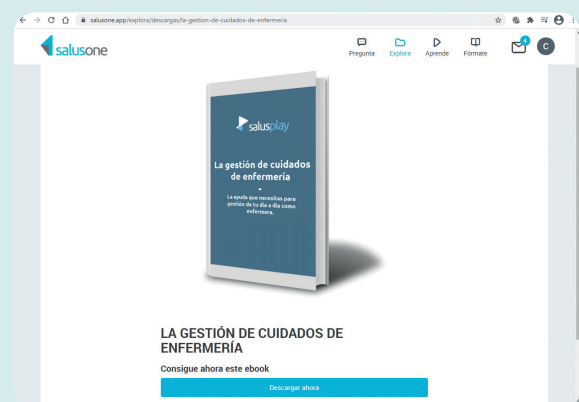 salusone.app/explora/descargas/la-gestion-de-cuidados-de-enfermeria
salusone
Pregunta
Explora
Aprende
Fórmate
C
salusplay
La gestión de cuidados
de enfermería
-
La ayuda que necesitas para
gestión de tu día a día como
enfermera.
LA GESTIÓN DE CUIDADOS DE
ENFERMERÍA
Consigue ahora este ebook
Descargar ahora